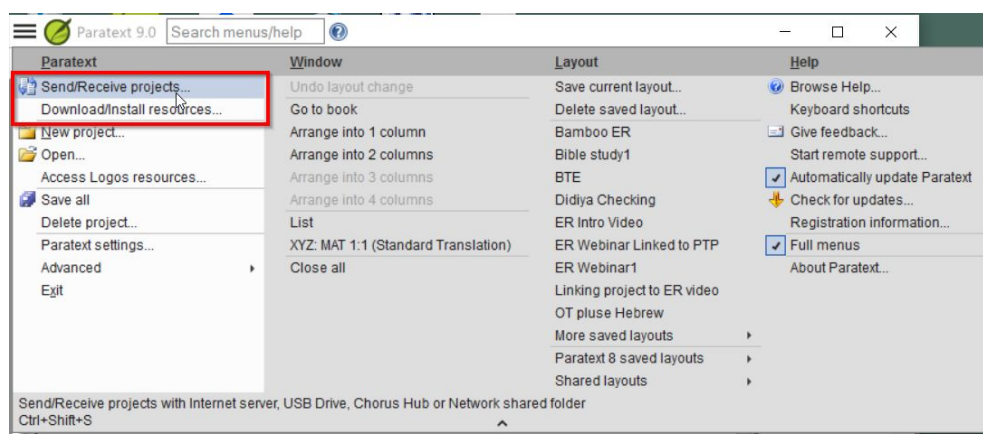 Paratext 9.0 Search menus/help
Paratext
Send/Receive projects...
Download/Install resources...
New project...
Open...
Access Logos resources...
Save all
Delete project...
Paratext settings...
Advanced
Exit
Window
Undo layout change
Go to book
Arrange into 1 column
Arrange into 2 columns
Arrange into 3 columns
Arrange into 4 columns
List
XYZ: MAT 1:1 (Standard Translation)
Close all
Layout
Save current layout...
Delete saved layout...
Bamboo ER
Bible study1
BTE
Didiya Checking
ER Intro Video
ER Webinar Linked to PTP
ER Webinar1
Linking project to ER video
OT pluse Hebrew
More saved layouts
Paratext 8 saved layouts
Shared layouts
Help
Browse Help...
Keyboard shortcuts
Give feedback...
Start remote support...
Automatically update Paratext
Check for updates...
Registration information...
Full menus
About Paratext...
Send/Receive projects with Internet server, USB Drive, Chorus Hub or Network shared folder
Ctrl+Shift+S